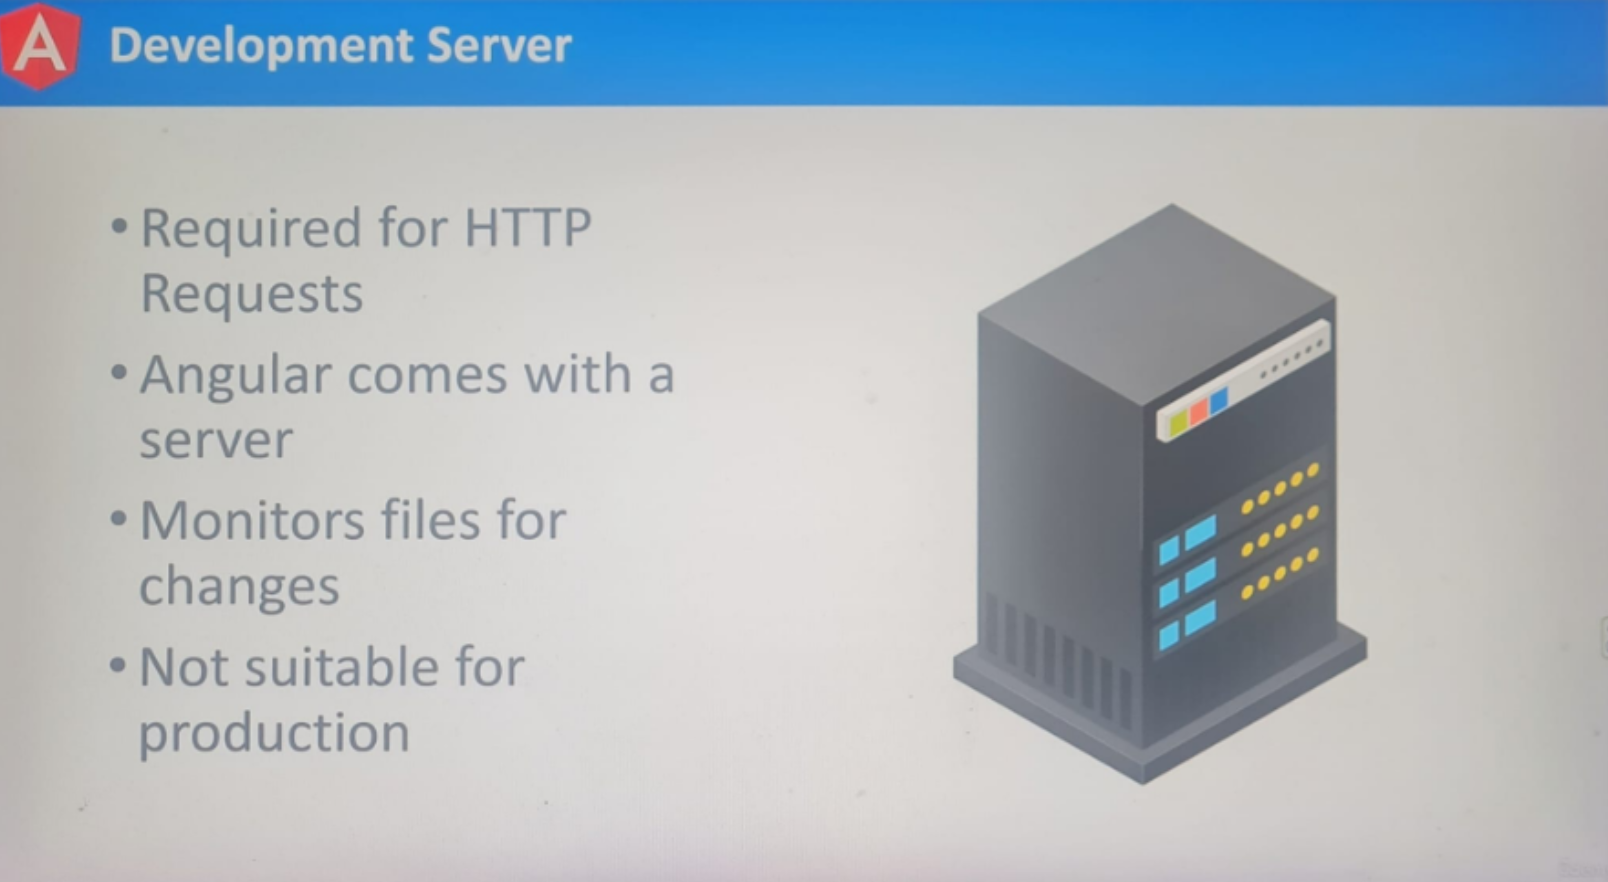 A
Development Server
• Required for HTTP
Requests
• Angular comes with a
server
• Monitors files for
changes
• Not suitable for
production